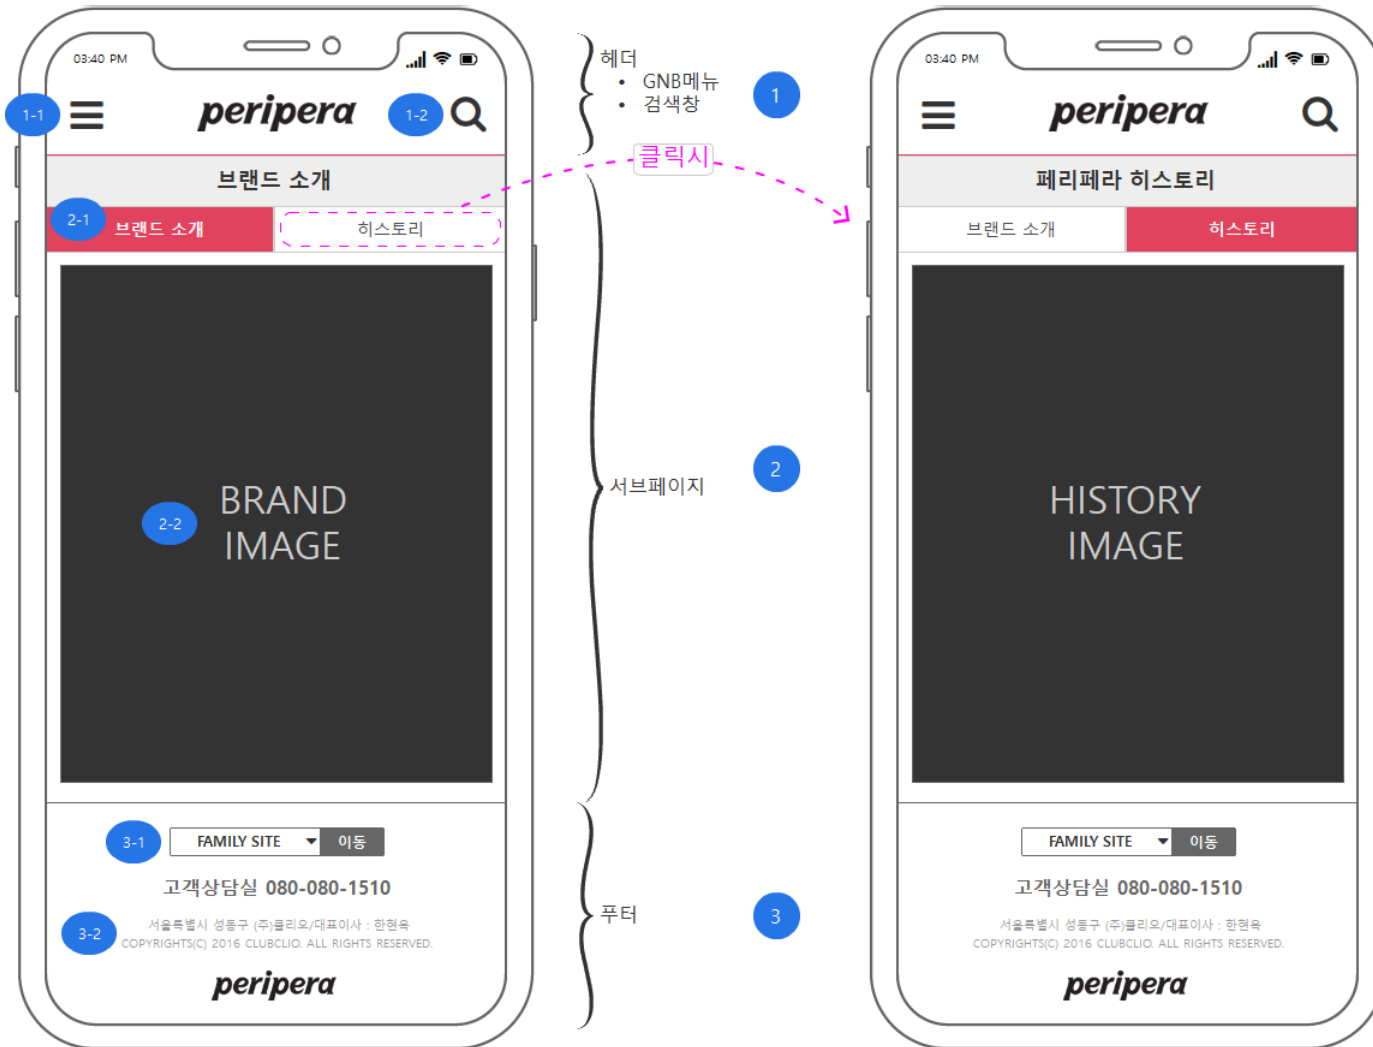 03:40 PM
1-1
peripera
1-2
브랜드 소개
2-1
브랜드 소개
히스토리
BRAND
IMAGE
2-2
3-1
FAMILY SITE
이동
고객상담실 080-080-1510
서울특별시 성동구 (주)클리오/대표이사 : 한현옥
3-2
COPYRIGHTS(C) 2016 CLUBCLIO. ALL RIGHTS RESERVED.
peripera
헤더
• GNB메뉴
• 검색창
1
클릭시
서브페이지
2
푸터
3
03:40 PM
peripera
페리페라 히스토리
브랜드 소개
히스토리
HISTORY
IMAGE
FAMILY SITE
이동
고객상담실 080-080-1510
서울특별시 성동구 (주)클리오/대표이사 : 한현옥
COPYRIGHTS(C) 2016 CLUBCLIO. ALL RIGHTS RESERVED.
peripera